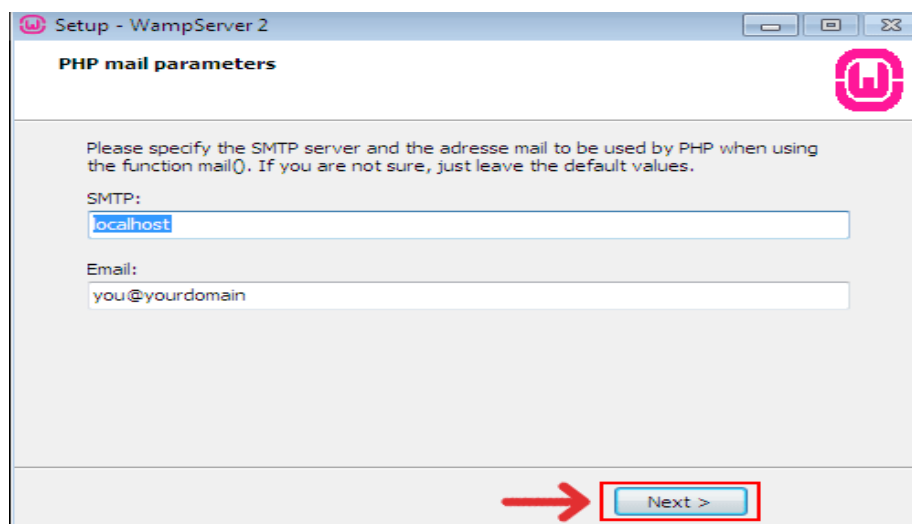 Setup - WampServer 2
PHP mail parameters
Please specify the SMTP server and the adresse mail to be used by PHP when using
the function mail(). If you are not sure, just leave the default values.
SMTP:
localhost
Email:
you@yourdomain
Next >